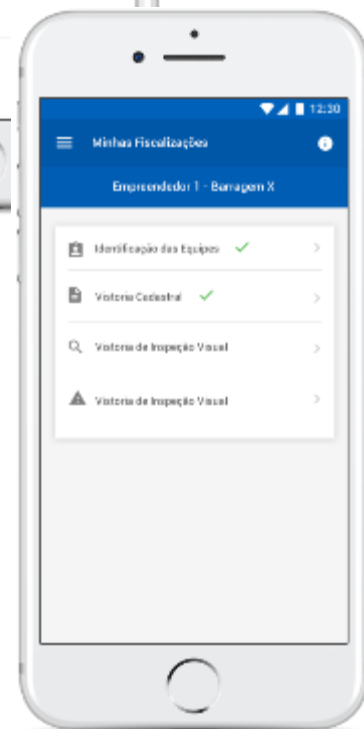 12:30
Minhas Fiscalizações
Empreendedor 1 - Barragem X
Identificação das Equipes
Vistoria Cadastral
Vistoria de Inspeção Visual
Vistoria de Inspeção Visual